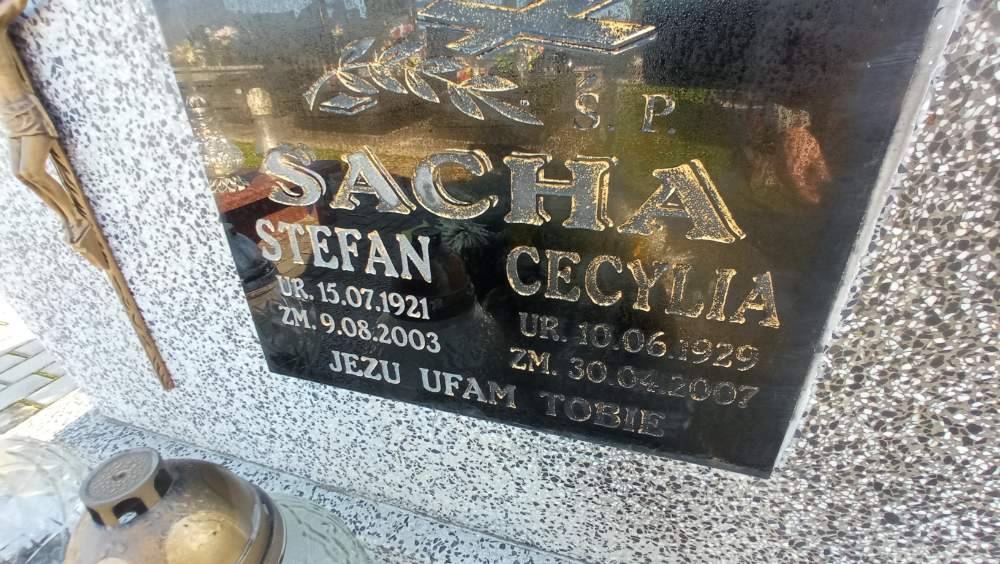 Ś. P.
SACHA
STEFAN
UR. 15.07.1921
ZM. 9.08.2003
CECYLIA
UR. 10.06.1929
ZM. 30.04.2007
JEZU UFAM TOBIE